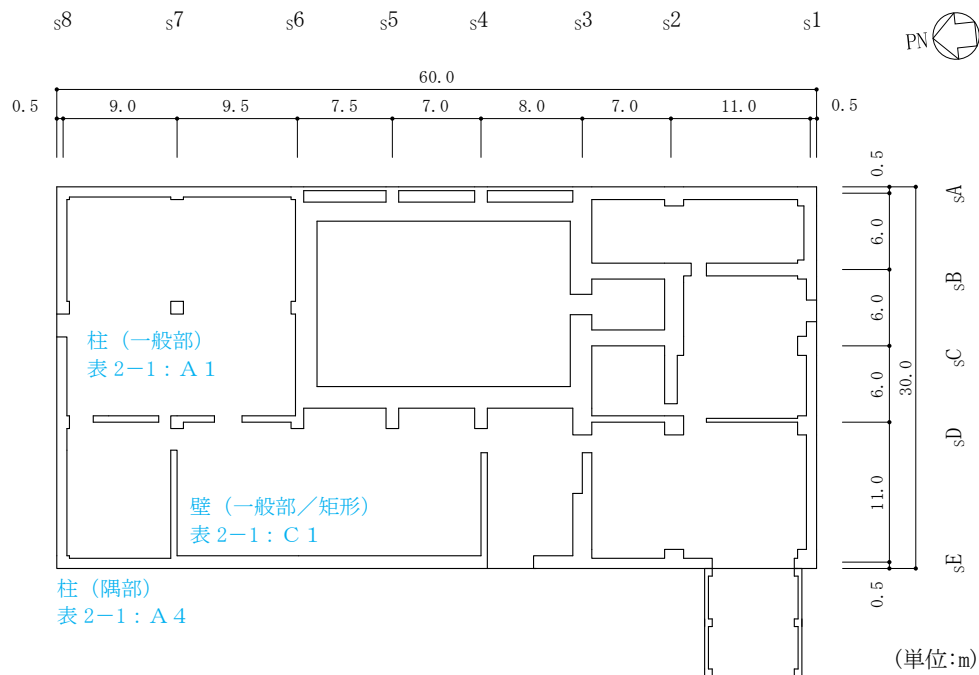 s8 s7 s6 s5 s4 s3 s2 s1
PN
60.0
0.5 9.0 9.5 7.5 7.0 8.0 7.0 11.0 0.5
0.5
sA
6.0
sB
6.0
sC
6.0
30.0
sD
11.0
sE
0.5
柱（一般部）
表2－1：A1
壁（一般部／矩形）
表2－1：C1
柱（隅部）
表2－1：A4
(単位:m)